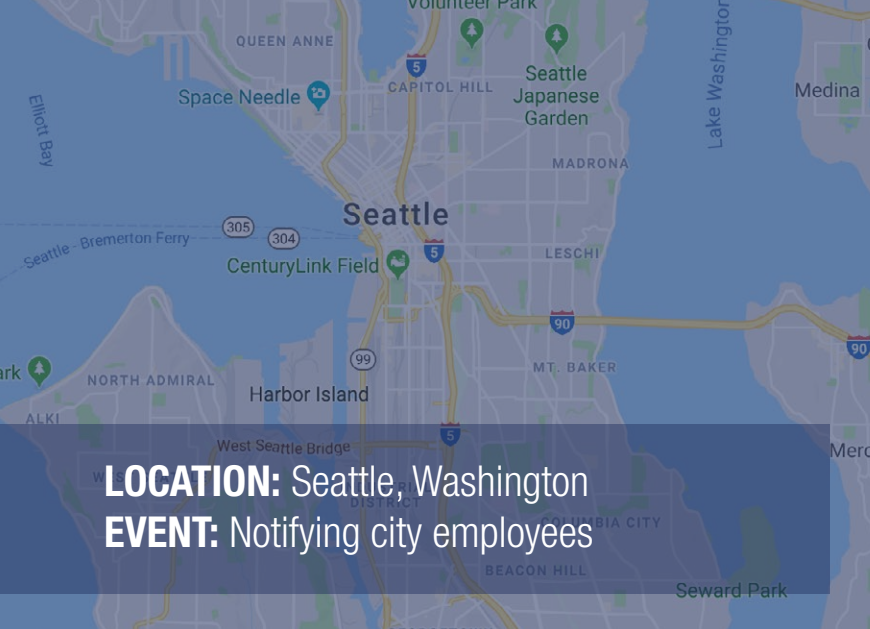 Volunteer Park
QUEEN ANNE
5
CAPITOL HILL
Space Needle
Seattle
Japanese
Garden
Medina
Lake Washington
Elliott Bay
MADRONA
Seattle
305
304
Seattle - Bremerton Ferry
5
CenturyLink Field
LESCHI
90
90
99
MT. BAKER
ark
NORTH ADMIRAL
Harbor Island
ALKI
5
West Seattle Bridge
Merc
LOCATION: Seattle, Washington
DISTRICT
COLUMBIA CITY
EVENT: Notifying city employees
BEACON HILL
Seward Park